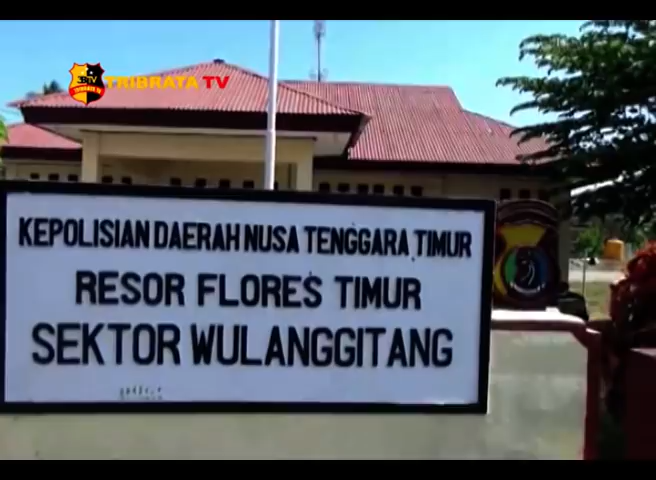 TRIBRATA TV
KEPOLISIAN DAERAH NUSA TENGGARA TIMUR
RESOR FLORES TIMUR
SEKTOR WULANGGITANG